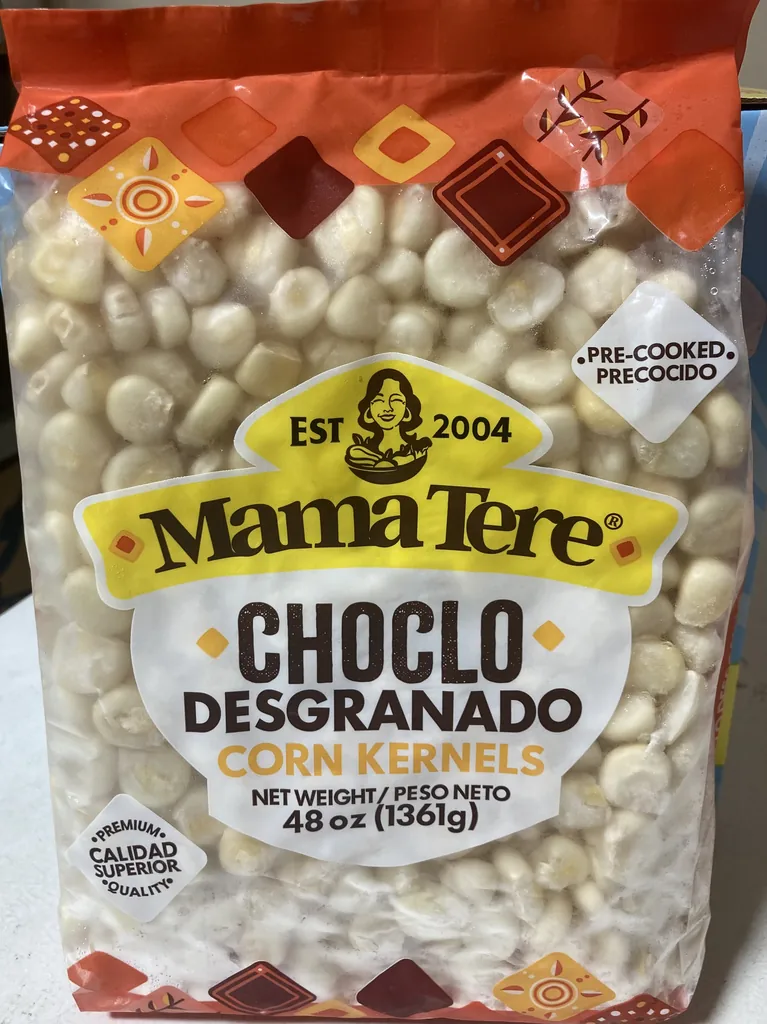 PRE-COOKED
PRECOCIDO
EST 2004
Mama Tere®
CHOCLO
DESGRANADO
CORN KERNELS
NET WEIGHT/PESO NETO
48 oz (1361g)
•PREMIUM•
CALIDAD
SUPERIOR
•QUALITY•